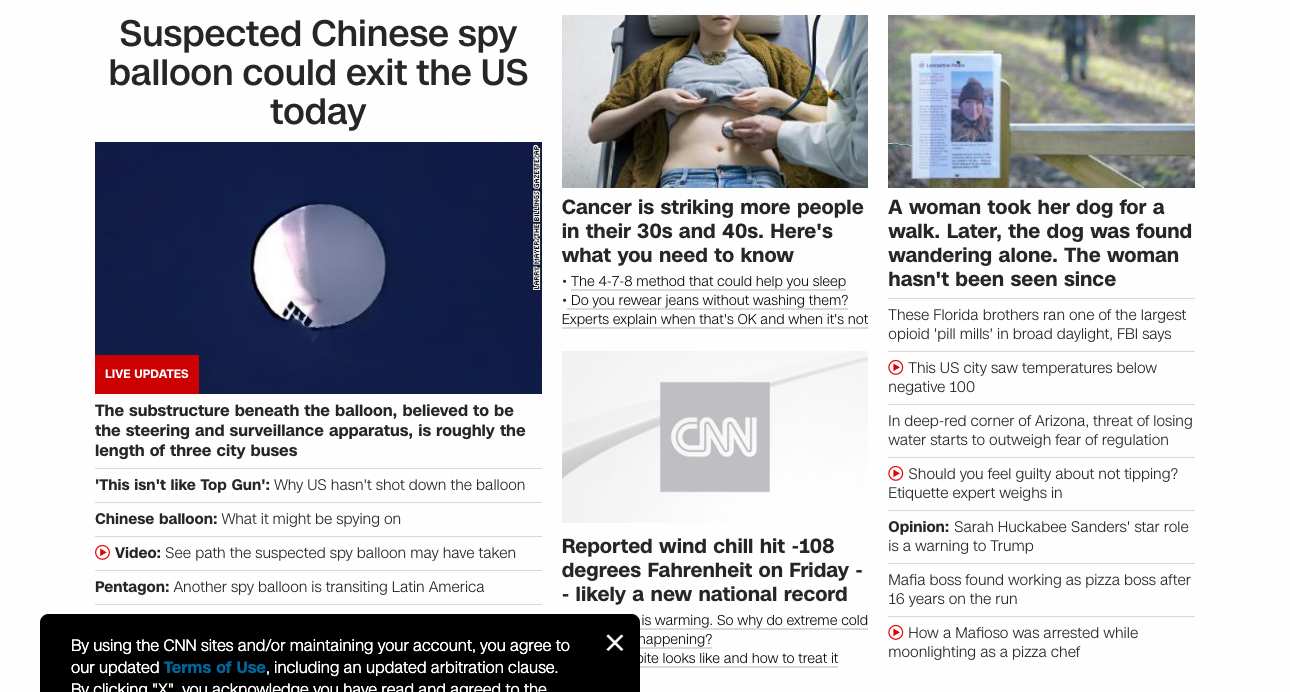 Suspected Chinese spy
balloon could exit the US
today
LARRY MAYER/THE BILLINGS GAZETTE/AP
LIVE UPDATES
The substructure beneath the balloon, believed to be
the steering and surveillance apparatus, is roughly the
length of three city buses
'This isn't like Top Gun': Why US hasn't shot down the balloon
Chinese balloon: What it might be spying on
Video: See path the suspected spy balloon may have taken
Pentagon: Another spy balloon is transiting Latin America
Cancer is striking more people
in their 30s and 40s. Here's
what you need to know
• The 4-7-8 method that could help you sleep
• Do you rewear jeans without washing them?
Experts explain when that's OK and when it's not
CNN
Reported wind chill hit -108
degrees Fahrenheit on Friday -
- likely a new national record
is warming. So why do extreme cold
happening?
looks like and how to treat it
A woman took her dog for a
walk. Later, the dog was found
wandering alone. The woman
hasn't been seen since
These Florida brothers ran one of the largest
opioid 'pill mills' in broad daylight, FBI says
This US city saw temperatures below
negative 100
In deep-red corner of Arizona, threat of losing
water starts to outweigh fear of regulation
Should you feel guilty about not tipping?
Etiquette expert weighs in
Opinion: Sarah Huckabee Sanders' star role
is a warning to Trump
Mafia boss found working as pizza boss after
16 years on the run
How a Mafioso was arrested while
moonlighting as a pizza chef
By using the CNN sites and/or maintaining your account, you agree to
our updated Terms of Use, including an updated arbitration clause.
By clicking "X", you acknowledge you have read and agreed to the